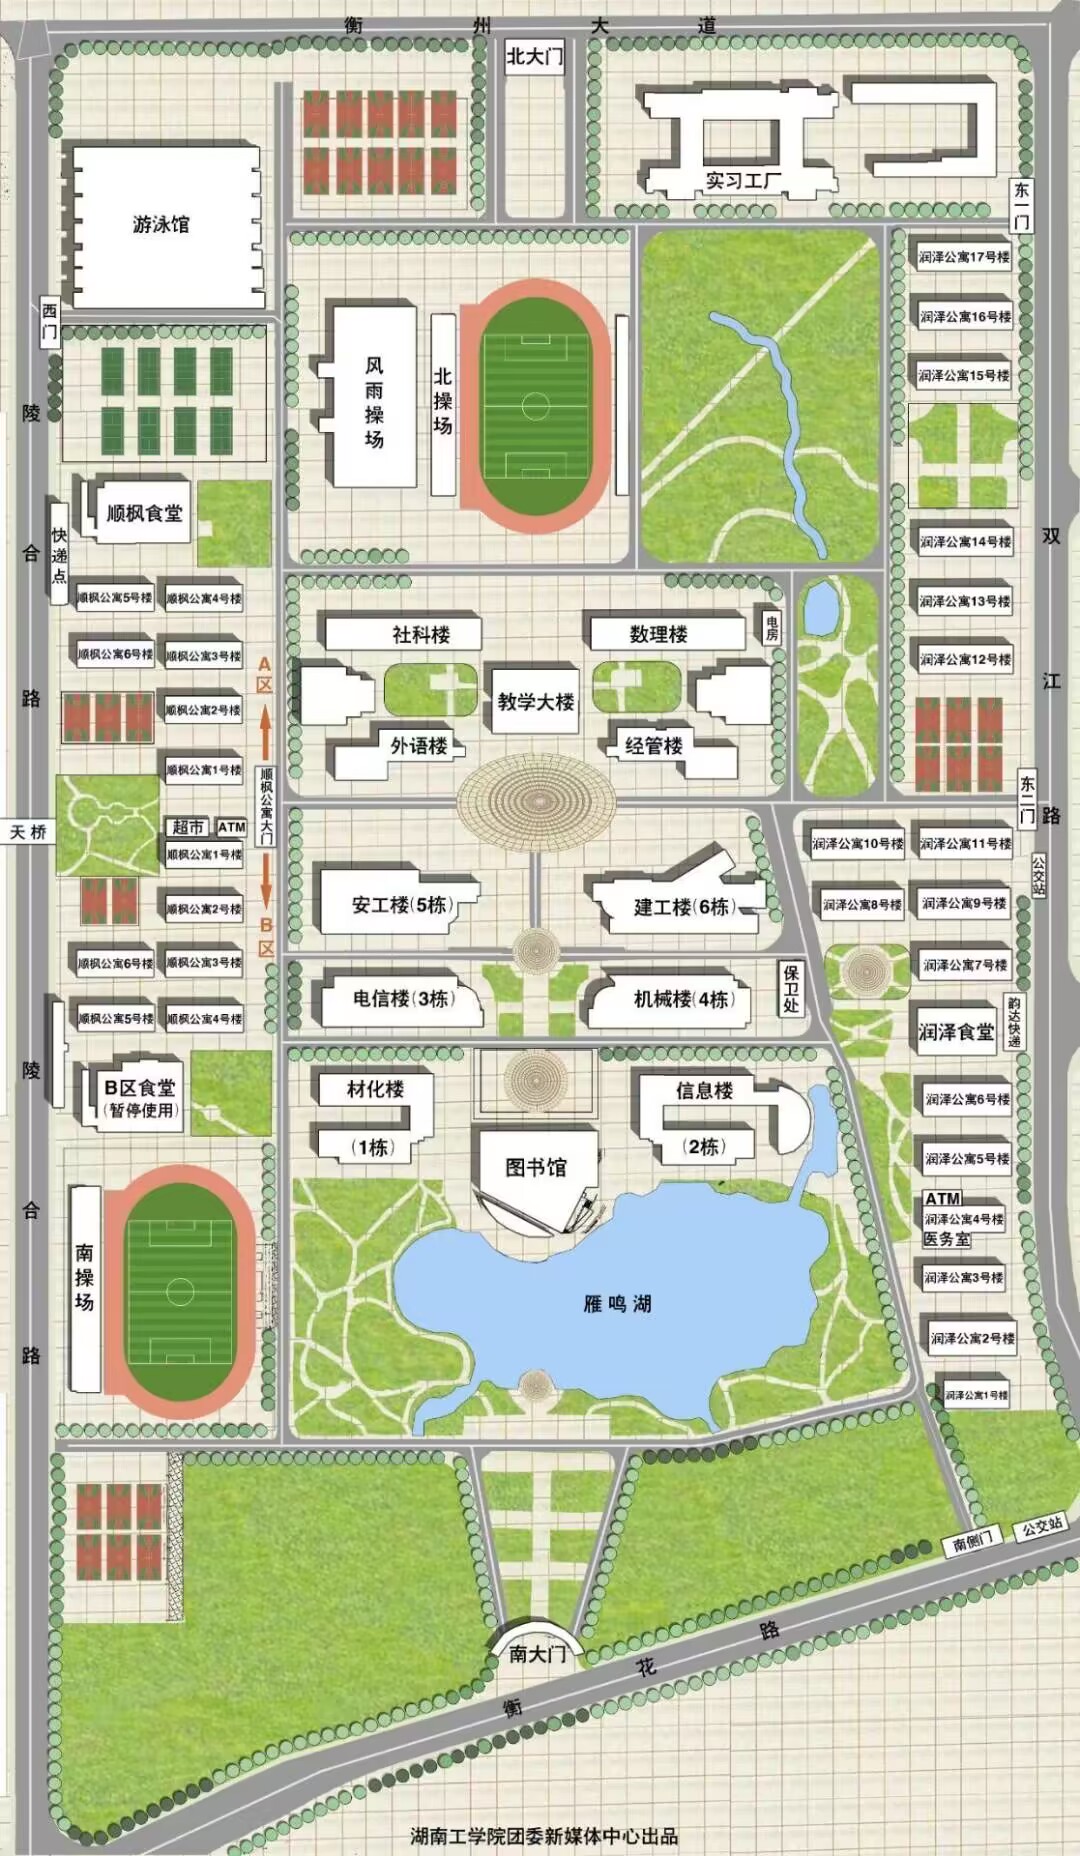 衡州大道
北大门
实习工厂
东一门
游泳馆
西门
润泽公寓17号楼
润泽公寓16号楼
润泽公寓15号楼
风雨操场
北操场
陵合路
顺枫食堂
快递点
润泽公寓14号楼
双江路
顺枫公寓5号楼
顺枫公寓4号楼
润泽公寓13号楼
社科楼
数理楼
电房
顺枫公寓6号楼
顺枫公寓3号楼
润泽公寓12号楼
A区
教学大楼
顺枫公寓2号楼
外语楼
经管楼
顺枫公寓1号楼
顺枫公寓大门
东二门
天桥
超市
ATM
顺枫公寓1号楼
润泽公寓10号楼
润泽公寓11号楼
公交站
安工楼(5栋)
建工楼(6栋)
顺枫公寓2号楼
润泽公寓8号楼
润泽公寓9号楼
B区
顺枫公寓6号楼
顺枫公寓3号楼
润泽公寓7号楼
电信楼(3栋)
机械楼(4栋)
保卫处
顺枫公寓5号楼
顺枫公寓4号楼
润泽食堂
韵达快递
陵合路
B区食堂
(暂停使用)
材化楼
(1栋)
信息楼
(2栋)
润泽公寓6号楼
图书馆
润泽公寓5号楼
ATM
润泽公寓4号楼
医务室
南操场
雁鸣湖
润泽公寓3号楼
润泽公寓2号楼
润泽公寓1号楼
南侧门
公交站
南大门
衡花路
湖南工学院团委新媒体中心出品